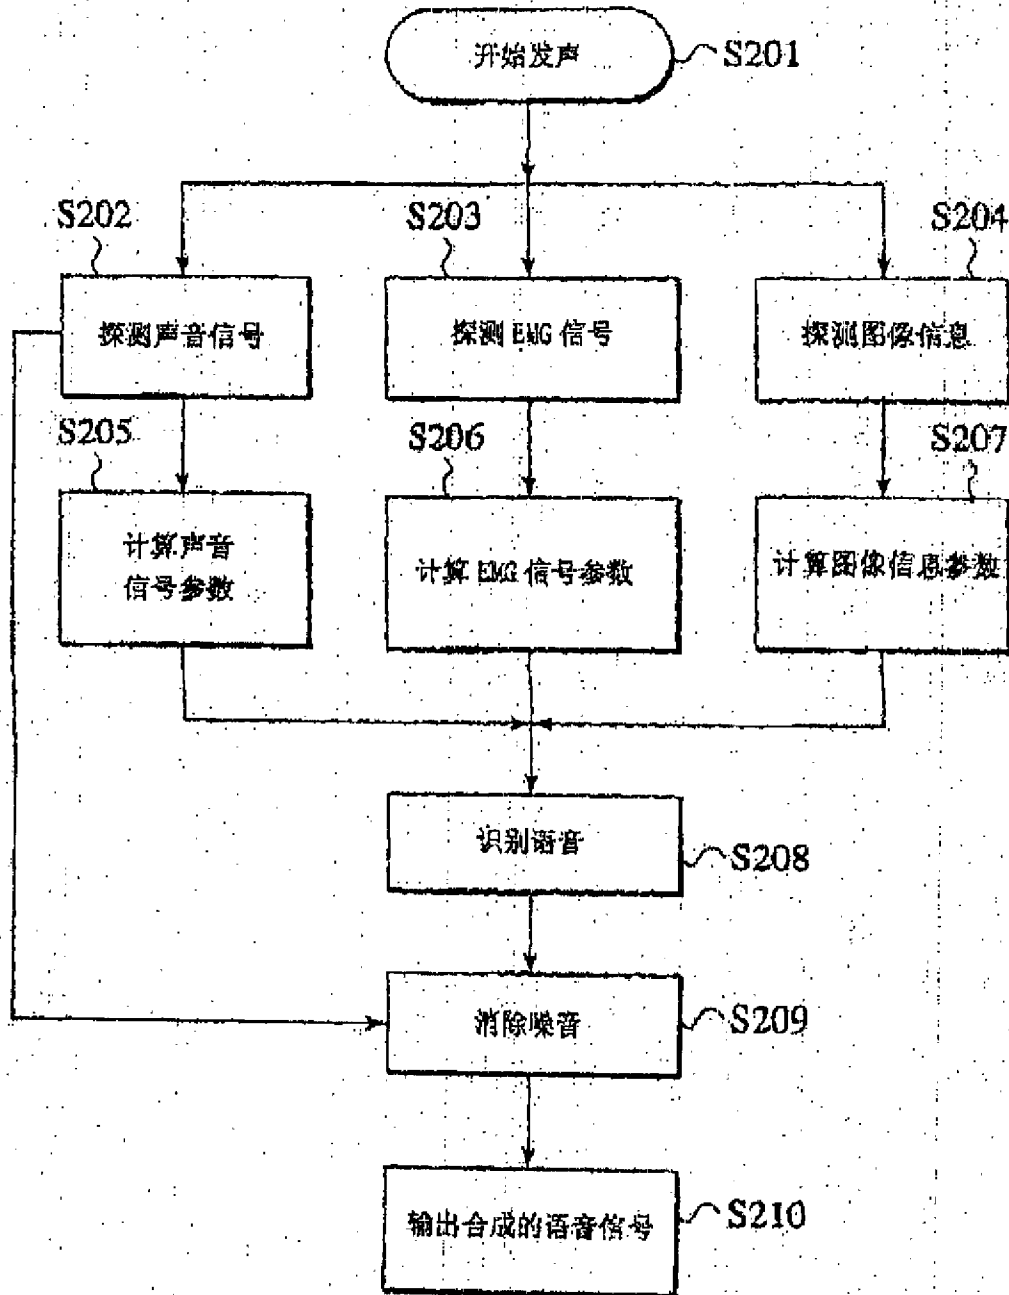 开始发声
S201
S202
S203
S204
探测声音信号
探测 EMG 信号
探测图像信息
S205
S206
S207
计算声音
信号参数
计算 EMG 信号参数
计算图像信息参数
识别语音
S208
消除噪音
S209
输出合成的语音信号
S210